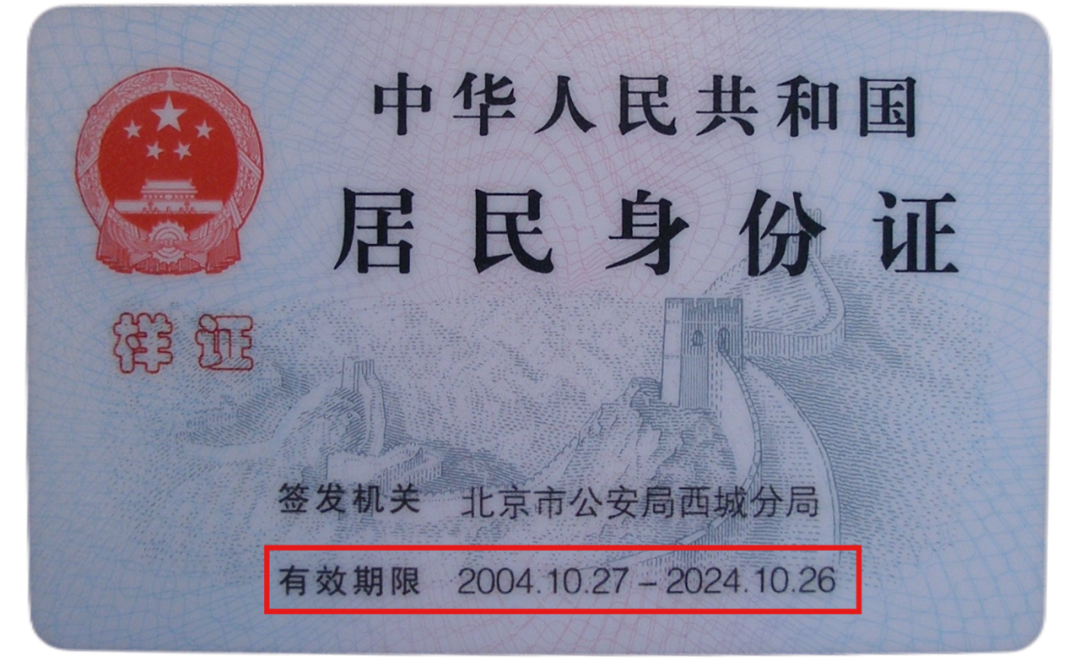 中华人民共和国
居民身份证
样证
签发机关 北京市公安局西城分局
有效期限 2004.10.27 – 2024.10.26